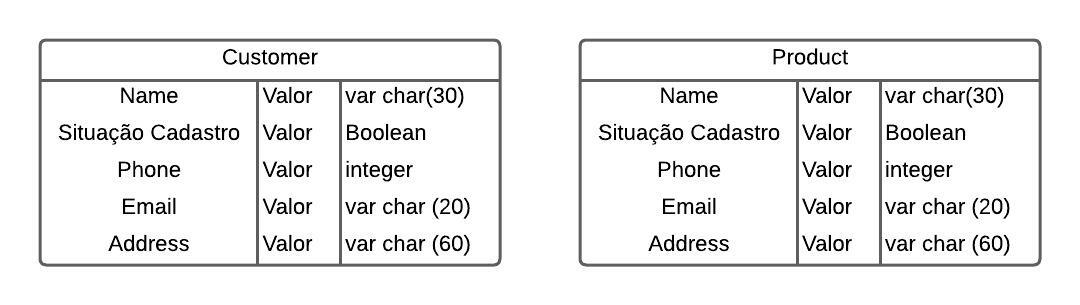 Customer
Name Valor var char(30)
Situação Cadastro Valor Boolean
Phone Valor integer
Email Valor var char (20)
Address Valor var char (60)
Product
Name Valor var char(30)
Situação Cadastro Valor Boolean
Phone Valor integer
Email Valor var char (20)
Address Valor var char (60)